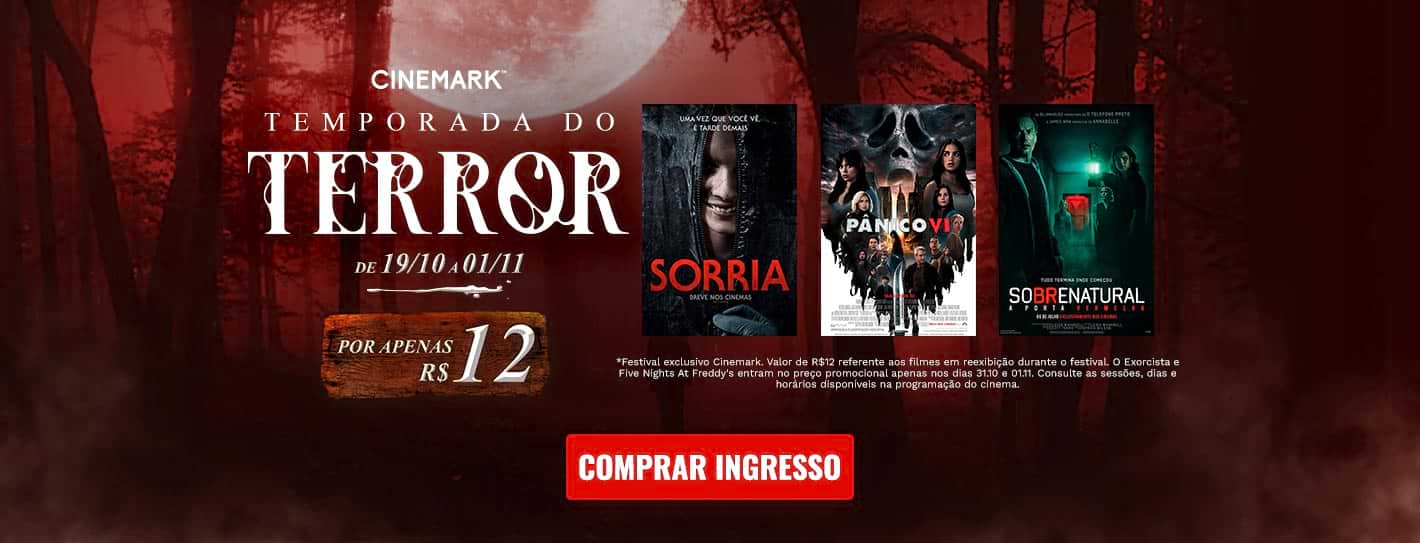 CINEMARK™
TEMPORADA DO
TERROR
DE 19/10 A 01/11
POR APENAS
R$ 12
UMA VEZ QUE VOCÊ VÊ,
É TARDE DEMAIS
SORRIA
BREVE NOS CINEMAS
PÂNICO VI
TUDO TERMINA ONDE COMEÇOU
SOBRENATURAL
A PORTA VERMELHA
*Festival exclusivo Cinemark. Valor de R$12 referente aos filmes em reexibição durante o festival. O Exorcista e
Five Nights At Freddy's entram no preço promocional apenas nos dias 31.10 e 01.11. Consulte as sessões, dias e
horários disponiveis na programação do cinema.
COMPRAR INGRESSO